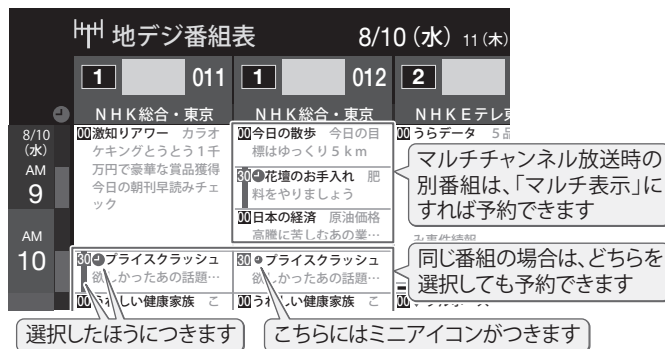 地デジ番組表
8/10(水) 11(木)
1 011
1 012
2
NHK総合・東京
NHK総合・東京
NHKEテレ
8/10
(水)
AM
9
AM
10
00激知りアワー カラオ
ケキングとうとう1千
万円で豪華な賞品獲得
今日の朝刊早読みチェ
ック
30プライスクラッシュ
欲しかったあの話題…
00うれしい健康家族 こ
00今日の散歩 今日の目
標はゆっくり5km
30花壇のお手入れ 肥
料をやりましょう
00日本の経済 原油価格
高騰に苦しむあの業…
30プライスクラッシュ
欲しかったあの話題…
00うれしい健康家族 こ
00うらデータ 5
マルチチャンネル放送時の
別番組は、「マルチ表示」に
すれば予約できます
同じ番組の場合は、どちらを
選択しても予約できます
選択したほうにつきます
こちらにはミニアイコンがつきます